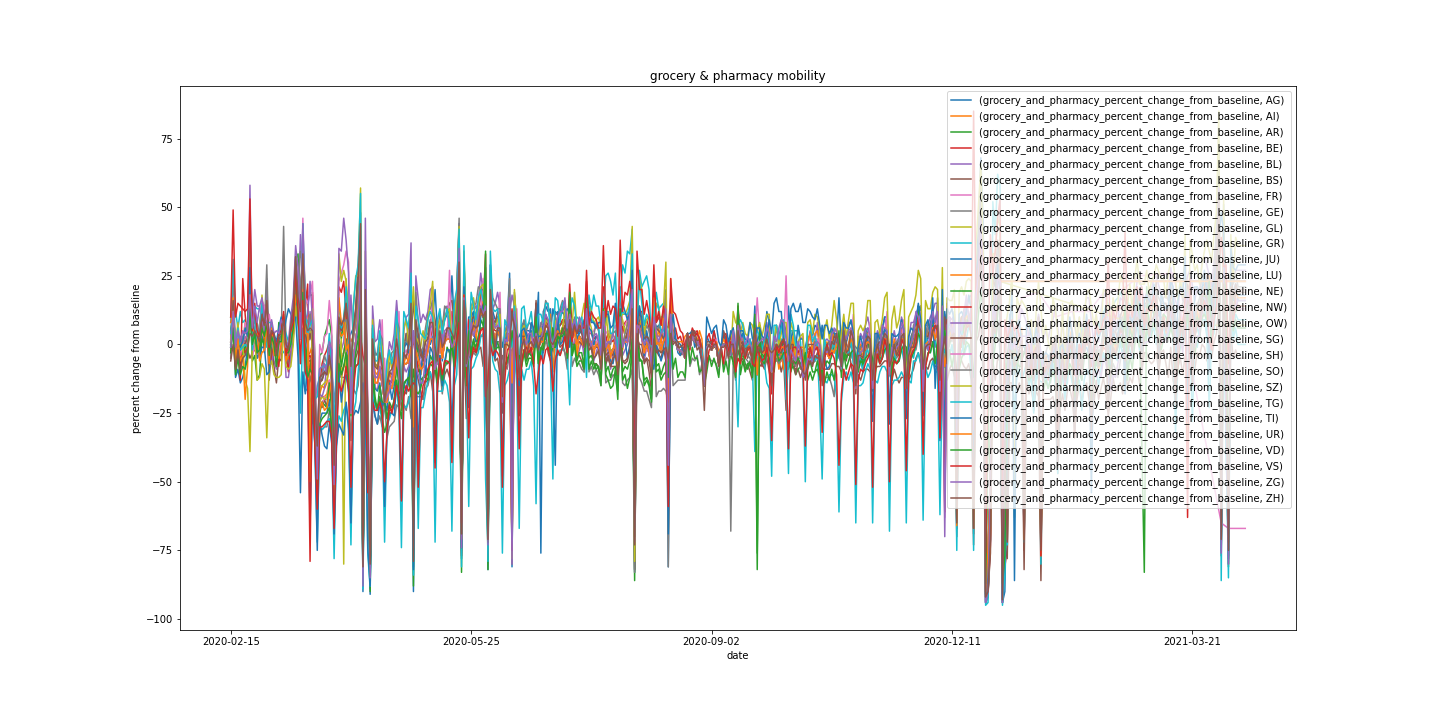 grocery & pharmacy mobility
percent change from baseline
75
50
25
0
−25
−50
−75
−100
(grocery_and_pharmacy_percent_change_from_baseline, AG)
(grocery_and_pharmacy_percent_change_from_baseline, AI)
(grocery_and_pharmacy_percent_change_from_baseline, AR)
(grocery_and_pharmacy_percent_change_from_baseline, BE)
(grocery_and_pharmacy_percent_change_from_baseline, BL)
(grocery_and_pharmacy_percent_change_from_baseline, BS)
(grocery_and_pharmacy_percent_change_from_baseline, FR)
(grocery_and_pharmacy_percent_change_from_baseline, GE)
(grocery_and_pharmacy_percent_change_from_baseline, GL)
(grocery_and_pharmacy_percent_change_from_baseline, GR)
(grocery_and_pharmacy_percent_change_from_baseline, JU)
(grocery_and_pharmacy_percent_change_from_baseline, LU)
(grocery_and_pharmacy_percent_change_from_baseline, NE)
(grocery_and_pharmacy_percent_change_from_baseline, NW)
(grocery_and_pharmacy_percent_change_from_baseline, OW)
(grocery_and_pharmacy_percent_change_from_baseline, SG)
(grocery_and_pharmacy_percent_change_from_baseline, SH)
(grocery_and_pharmacy_percent_change_from_baseline, SO)
(grocery_and_pharmacy_percent_change_from_baseline, SZ)
(grocery_and_pharmacy_percent_change_from_baseline, TG)
(grocery_and_pharmacy_percent_change_from_baseline, TI)
(grocery_and_pharmacy_percent_change_from_baseline, UR)
(grocery_and_pharmacy_percent_change_from_baseline, VD)
(grocery_and_pharmacy_percent_change_from_baseline, VS)
(grocery_and_pharmacy_percent_change_from_baseline, ZG)
(grocery_and_pharmacy_percent_change_from_baseline, ZH)
2020-02-15 2020-05-25 2020-09-02 2020-12-11 2021-03-21
date